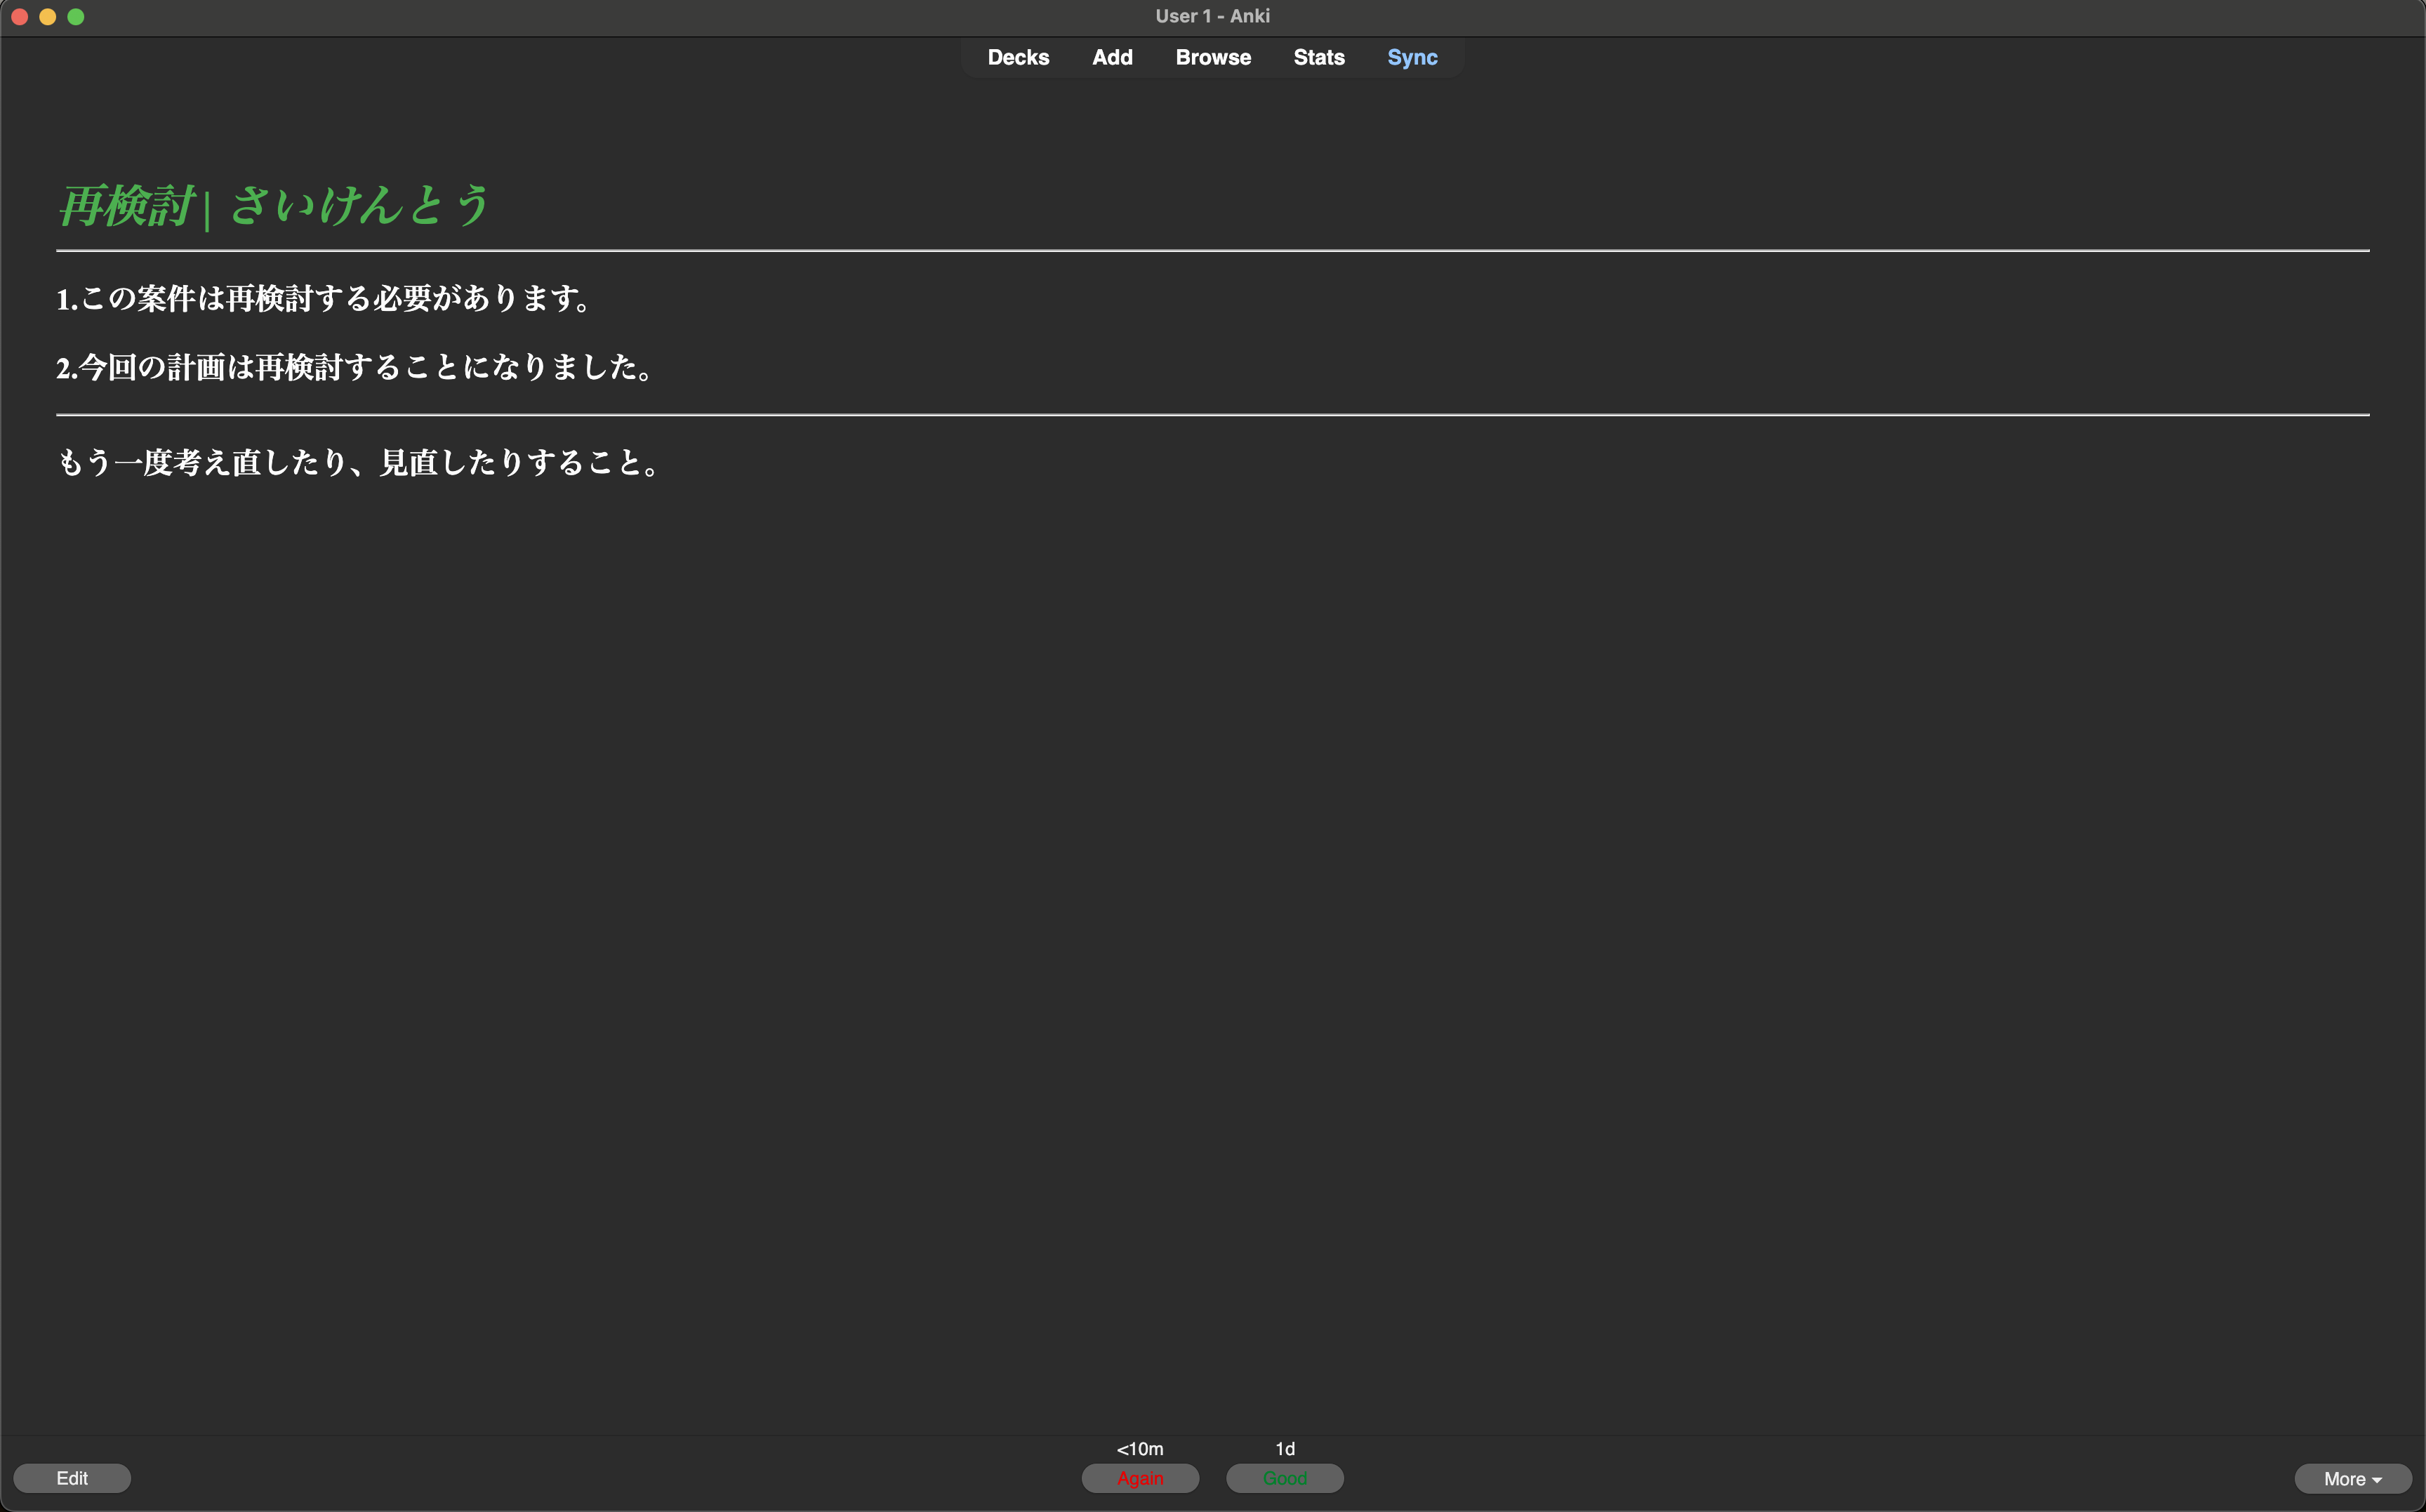 User 1 - Anki
Decks Add Browse Stats Sync
再検討| さいけんとう
1.この案件は再検討する必要があります。
2.今回の計画は再検討することになりました。
もう一度考え直したり、見直したりすること。
<10m 1d
Edit Again Good More